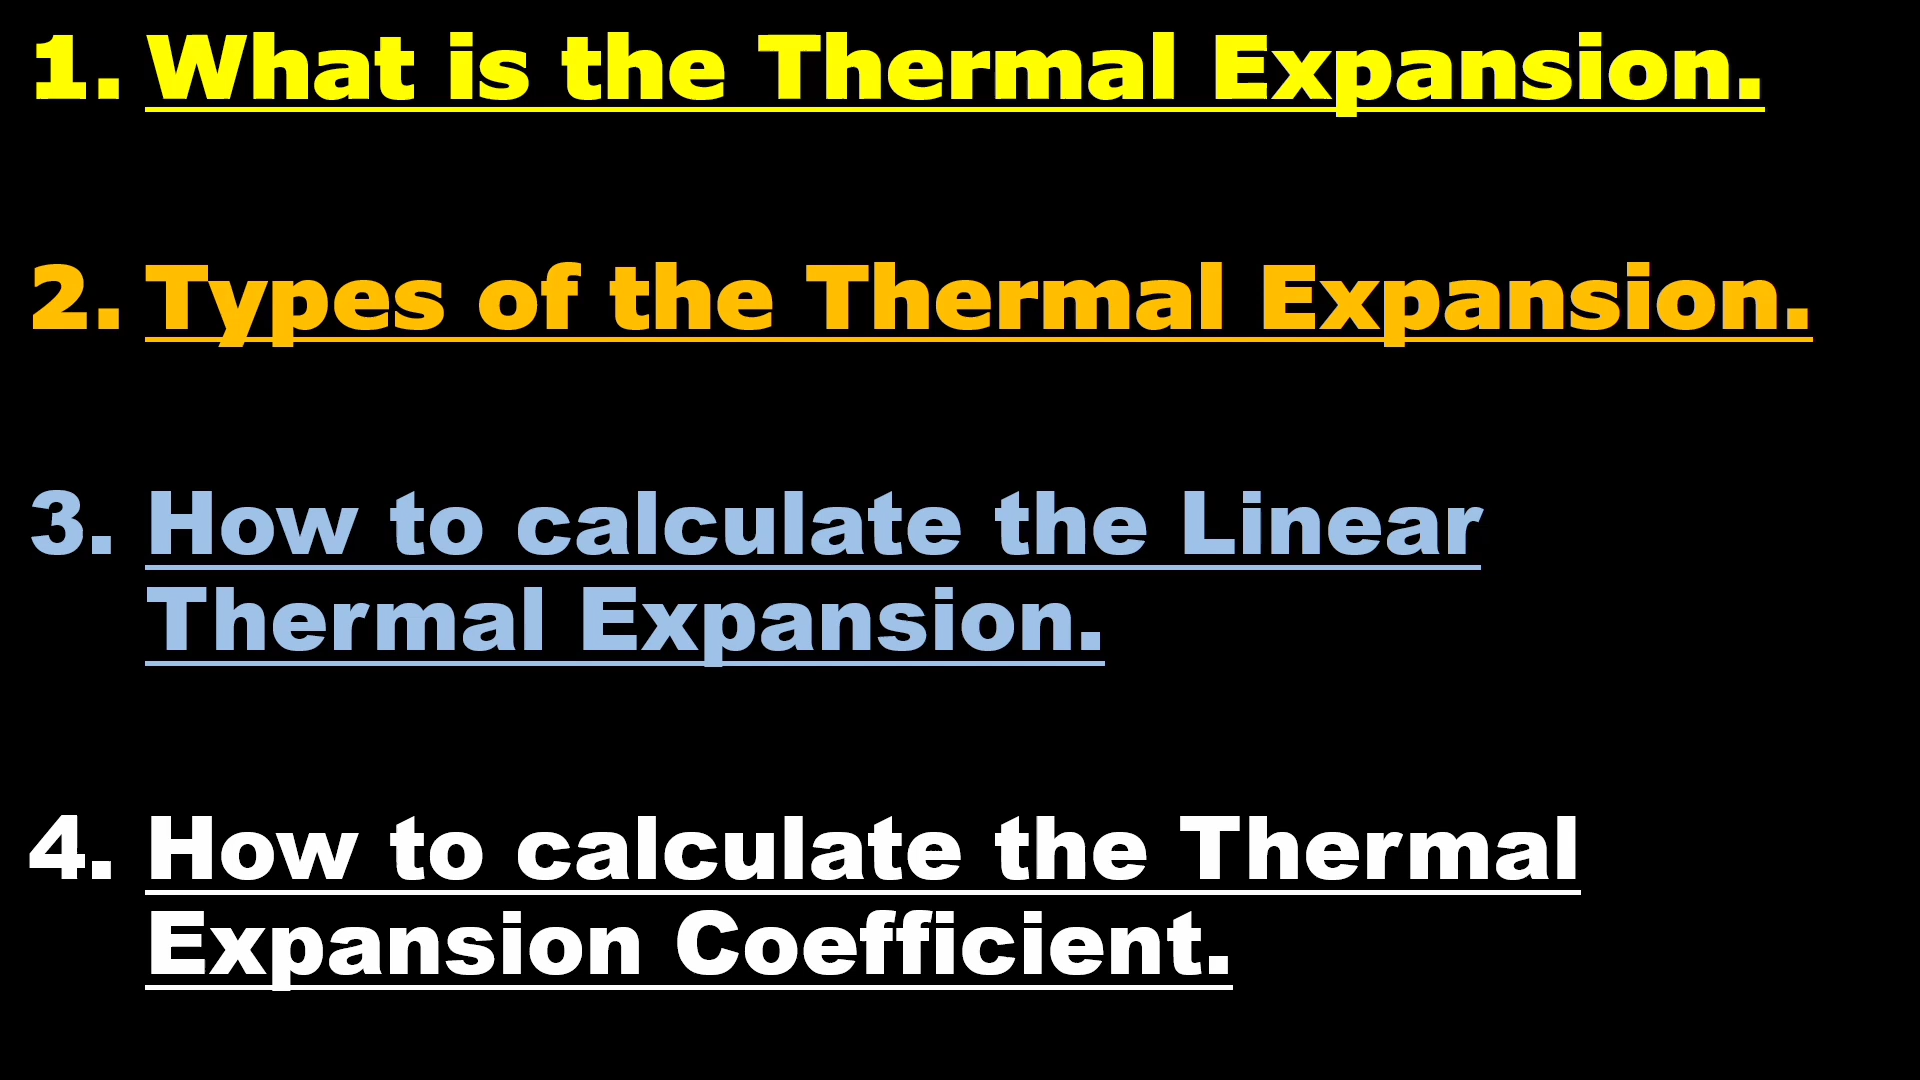 1. What is the Thermal Expansion.
2. Types of the Thermal Expansion.
3. How to calculate the Linear
Thermal Expansion.
4. How to calculate the Thermal
Expansion Coefficient.